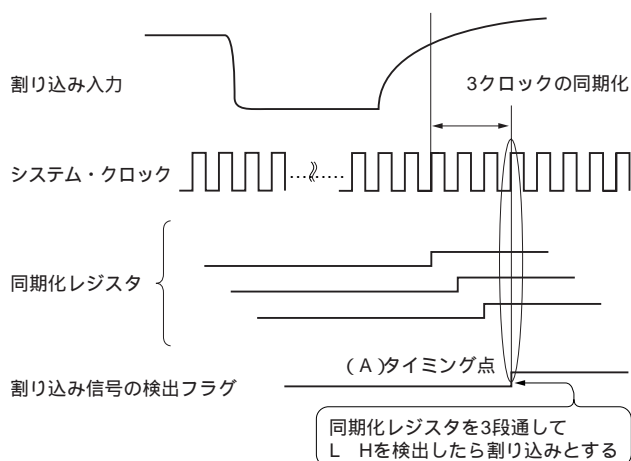 割り込み入力
3クロックの同期化
システム・クロック
同期化レジスタ
(A)タイミング点
割り込み信号の検出フラグ
同期化レジスタを3段通して
L Hを検出したら割り込みとする